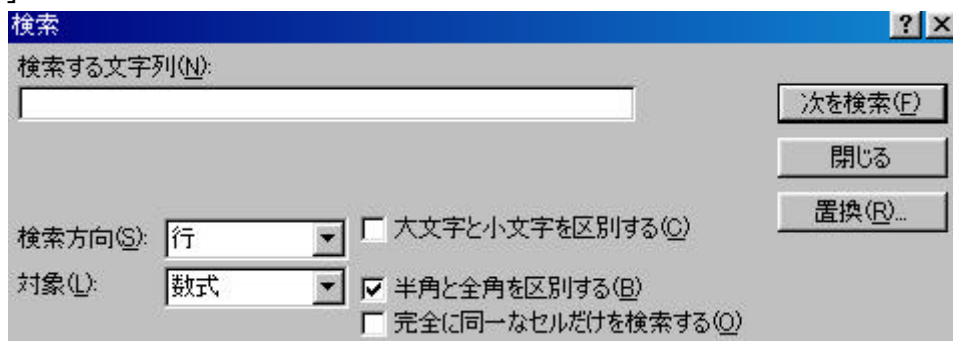 検索
検索する文字列(N):
次を検索(F)
閉じる
置換(R)...
検索方向(S): 行
大文字と小文字を区別する(C)
対象(L): 数式
半角と全角を区別する(B)
完全に同一なセルだけを検索する(O)